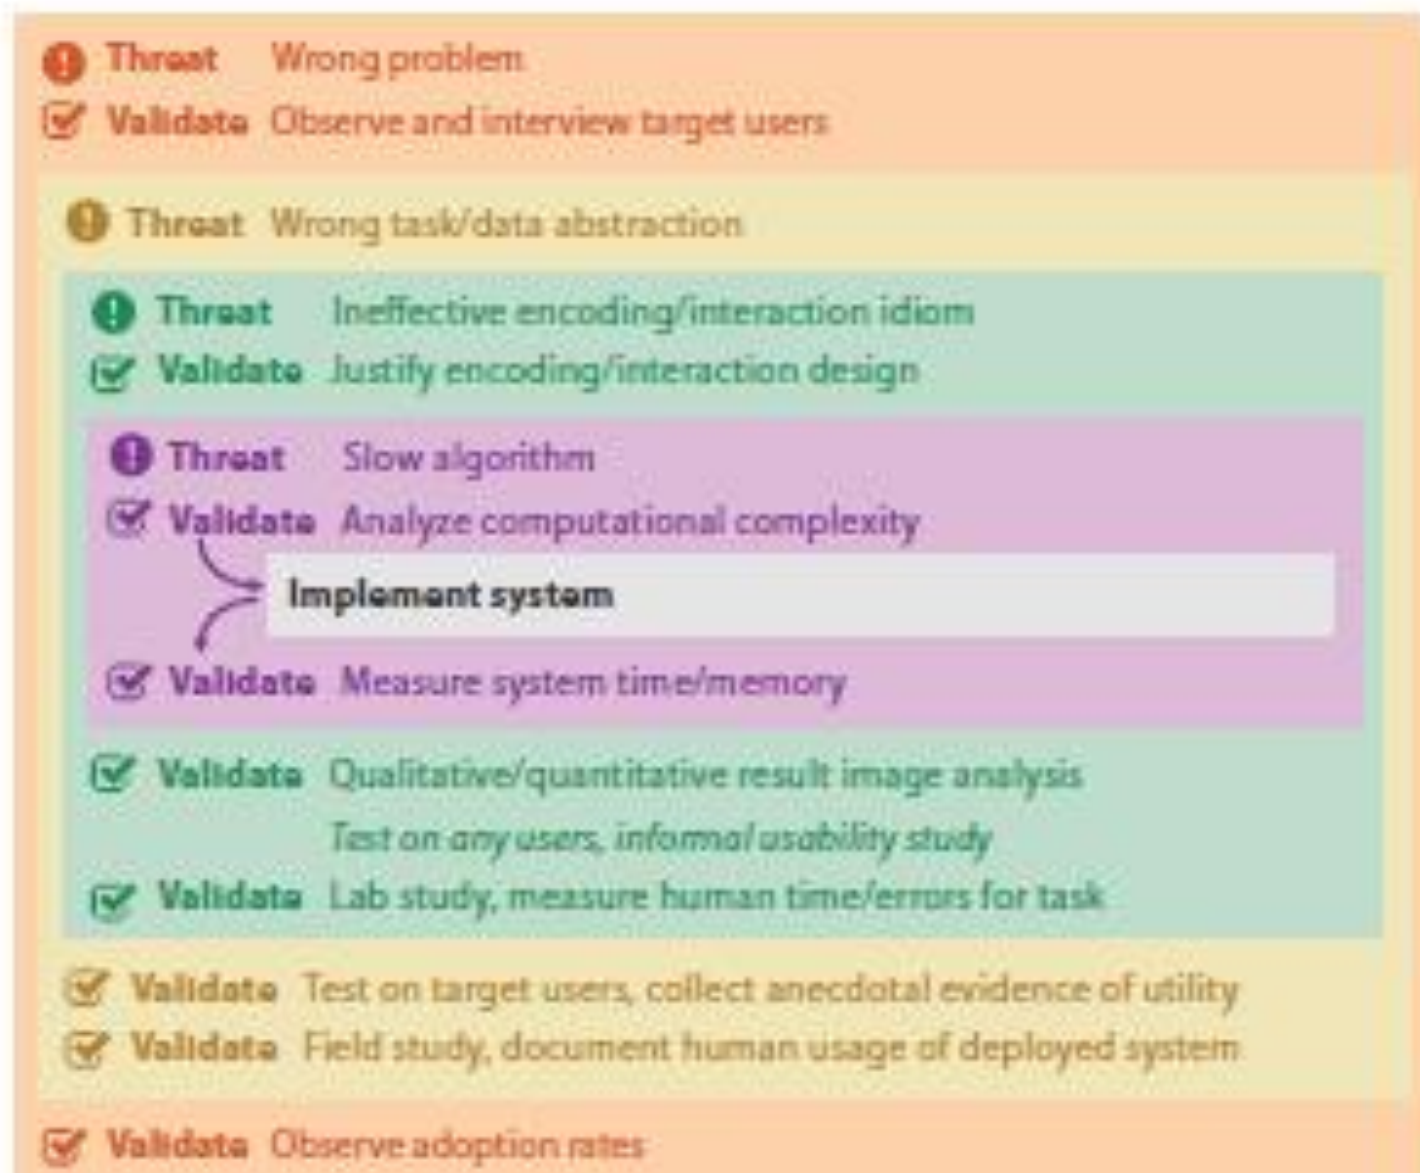 Threat Wrong problem
Validate Observe and interview target users
Threat Wrong task/data abstraction
Threat Ineffective encoding/interaction idiom
Validate Justify encoding/interaction design
Threat Slow algorithm
Validate Analyze computational complexity
Implement system
Validate Measure system time/memory
Validate Qualitative/quantitative result image analysis
Test on any users, informal usability study
Validate Lab study, measure human time/errors for task
Validate Test on target users, collect anecdotal evidence of utility
Validate Field study, document human usage of deployed system
Validate Observe adoption rates